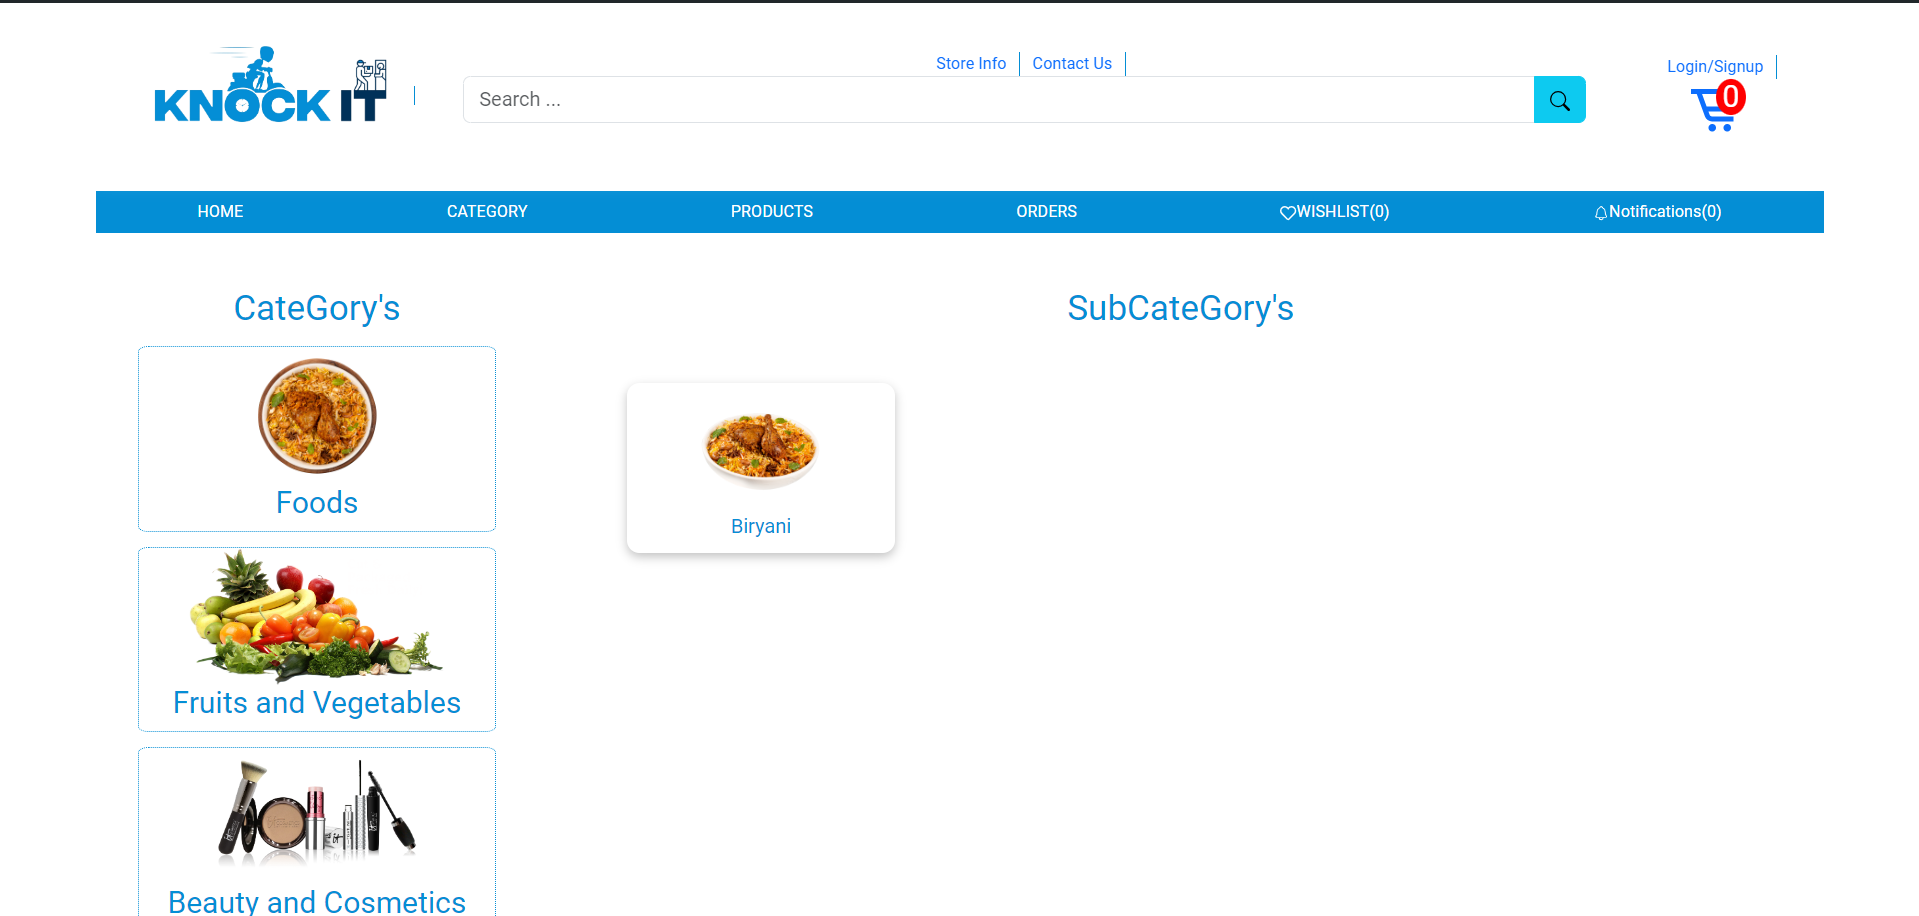 KNOCK IT
Store Info
Contact Us
Search ...
Login/Signup
0
HOME
CATEGORY
PRODUCTS
ORDERS
WISHLIST(0)
Notifications(0)
CateGory's
SubCateGory's
Foods
Biryani
Fruits and Vegetables
Beauty and Cosmetics